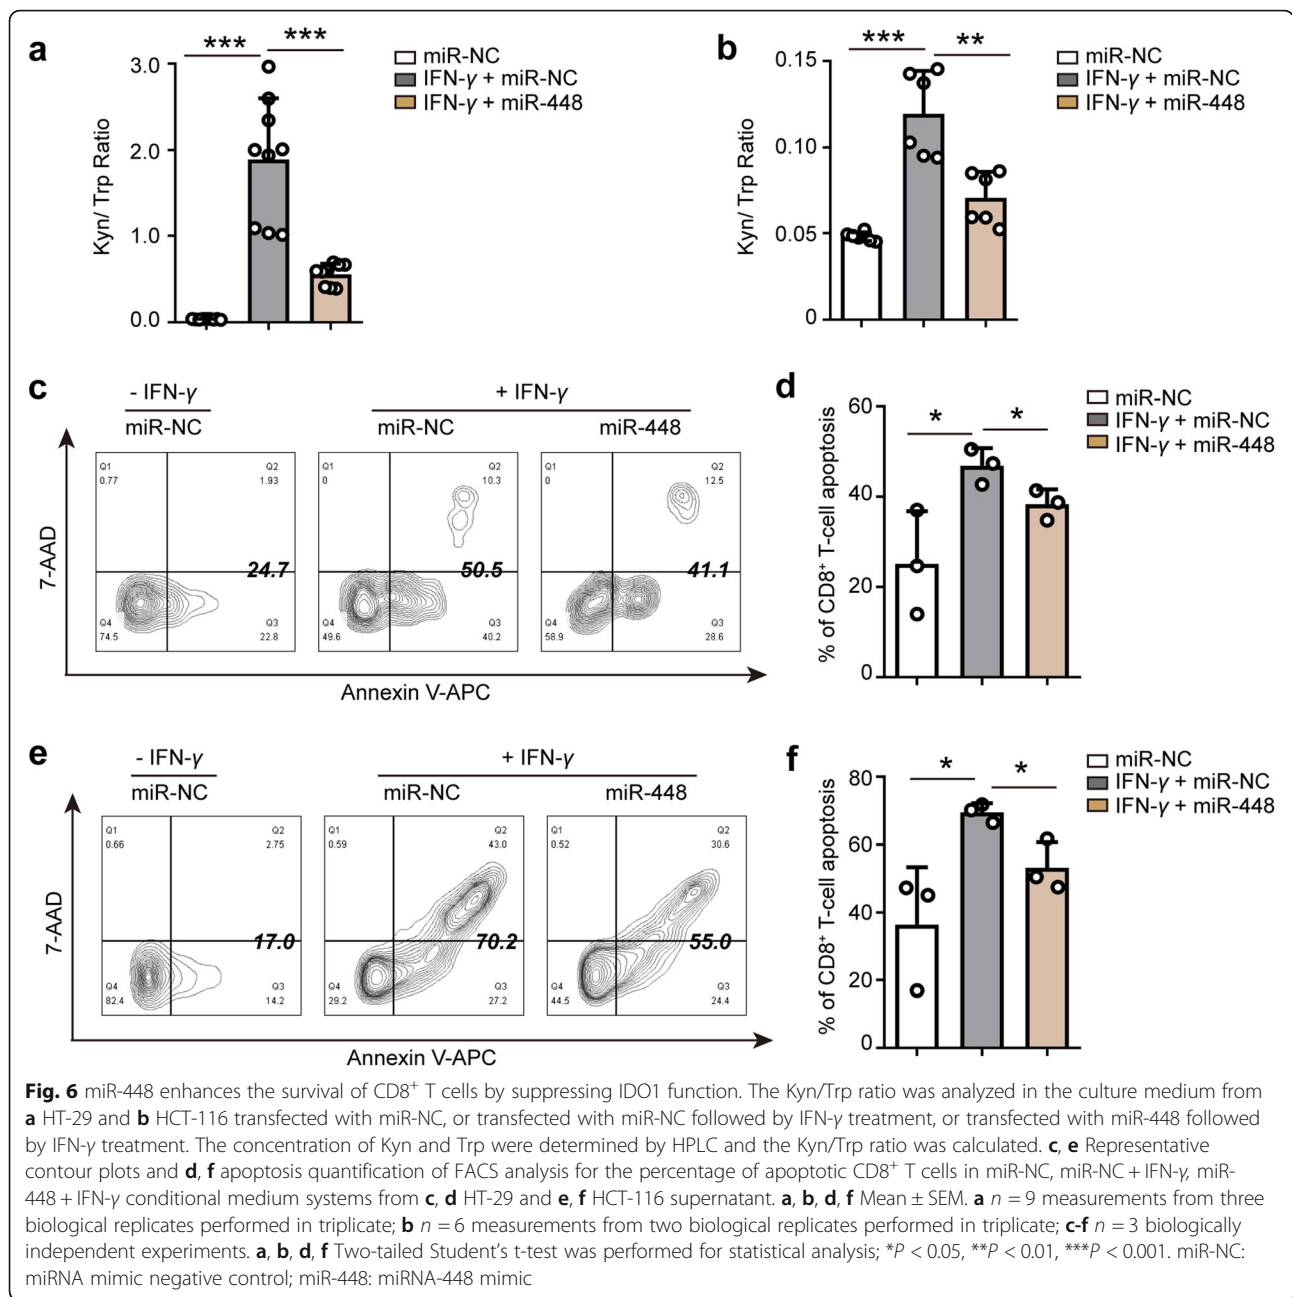 a
*** ***
3.0
2.0
1.0
0.0
Kyn/ Trp Ratio
miR-NC
IFN-γ + miR-NC
IFN-γ + miR-448
b
*** **
0.15
0.10
0.05
0
Kyn/ Trp Ratio
miR-NC
IFN-γ + miR-NC
IFN-γ + miR-448
c
- IFN-γ
+ IFN-γ
miR-NC
miR-NC
miR-448
Q1
0.77
Q2
1.93
24.7
Q4
74.5
Q3
22.8
Q1
0
Q2
10.3
50.5
Q4
49.6
Q3
40.2
Q1
0
Q2
12.5
41.1
Q4
58.9
Q3
28.6
7-AAD
Annexin V-APC
d
* *
60
40
20
0
% of CD8⁺ T-cell apoptosis
miR-NC
IFN-γ + miR-NC
IFN-γ + miR-448
e
- IFN-γ
+ IFN-γ
miR-NC
miR-NC
miR-448
Q1
0.66
Q2
2.75
17.0
Q4
82.4
Q3
14.2
Q1
0.59
Q2
43.0
70.2
Q4
29.2
Q3
27.2
Q1
0.52
Q2
30.6
55.0
Q4
44.5
Q3
24.4
7-AAD
Annexin V-APC
f
* *
80
60
40
20
0
% of CD8⁺ T-cell apoptosis
miR-NC
IFN-γ + miR-NC
IFN-γ + miR-448
Fig. 6 miR-448 enhances the survival of CD8⁺ T cells by suppressing IDO1 function. The Kyn/Trp ratio was analyzed in the culture medium from
a HT-29 and b HCT-116 transfected with miR-NC, or transfected with miR-NC followed by IFN-γ treatment, or transfected with miR-448 followed
by IFN-γ treatment. The concentration of Kyn and Trp were determined by HPLC and the Kyn/Trp ratio was calculated. c, e Representative
contour plots and d, f apoptosis quantification of FACS analysis for the percentage of apoptotic CD8⁺ T cells in miR-NC, miR-NC + IFN-γ, miR-
448 + IFN-γ conditional medium systems from c, d HT-29 and e, f HCT-116 supernatant. a, b, d, f Mean ± SEM. a n = 9 measurements from three
biological replicates performed in triplicate; b n = 6 measurements from two biological replicates performed in triplicate; c-f n = 3 biologically
independent experiments. a, b, d, f Two-tailed Student's t-test was performed for statistical analysis; *P < 0.05, **P < 0.01, ***P < 0.001. miR-NC:
miRNA mimic negative control; miR-448: miRNA-448 mimic